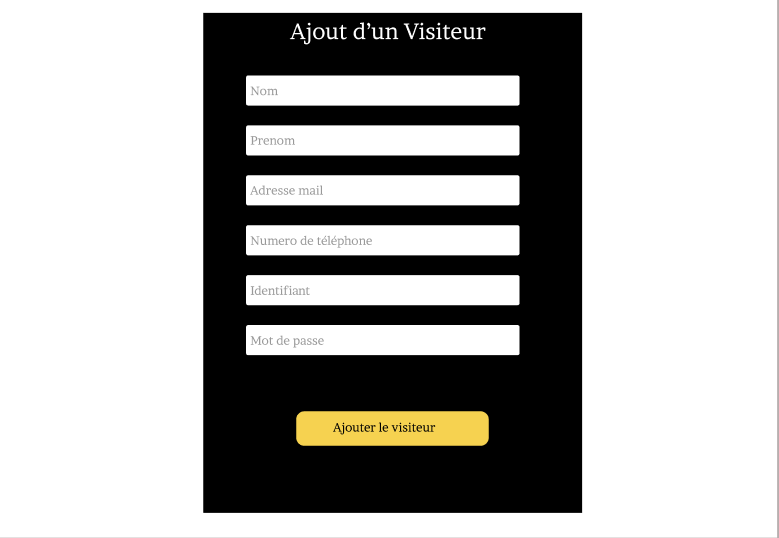 Ajout d’un Visiteur
Nom
Prenom
Adresse mail
Numero de téléphone
Identifiant
Mot de passe
Ajouter le visiteur